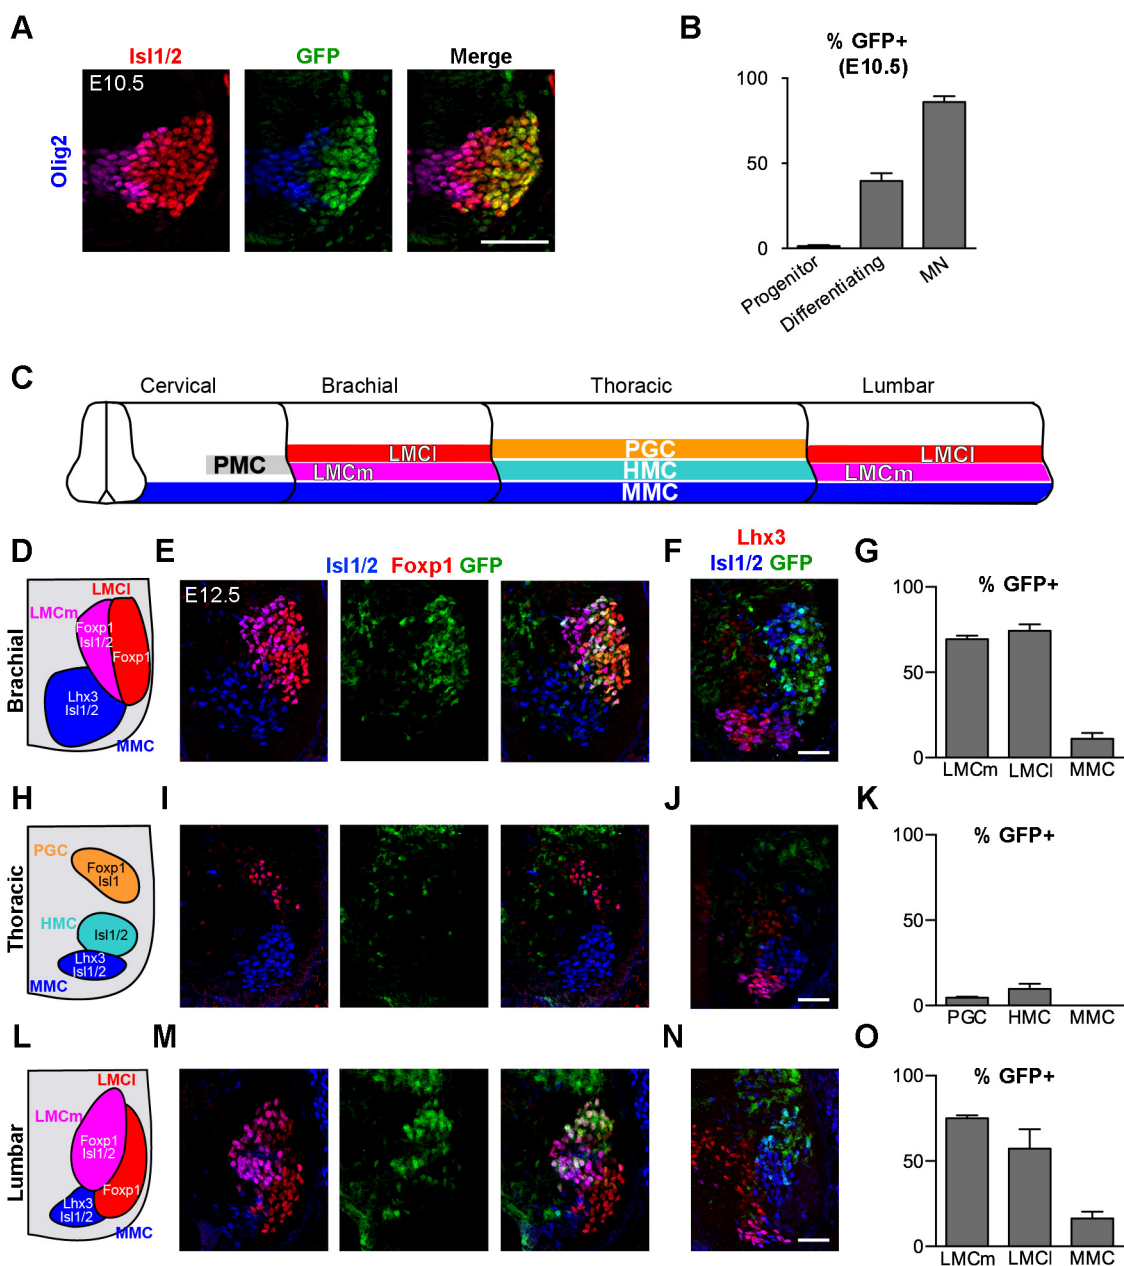 A
Isl1/2 GFP Merge
E10.5
Olig2
B
% GFP+
(E10.5)
100
50
0
Progenitor
Differentiating
MN
C
Cervical Brachial Thoracic Lumbar
PMC
LMCl
LMCm
PGC
HMC
MMC
LMCl
LMCm
D
Brachial
LMCl
LMCm
Foxp1
Isl1/2
Foxp1
Lhx3
Isl1/2
MMC
E
Isl1/2 Foxp1 GFP
E12.5
F
Lhx3
Isl1/2 GFP
G
% GFP+
100
50
0
LMCm LMCl MMC
H
Thoracic
PGC
Foxp1
Isl1
HMC
Isl1/2
Lhx3
Isl1/2
MMC
I
J
K
% GFP+
100
50
0
PGC HMC MMC
L
Lumbar
LMCl
LMCm
Foxp1
Isl1/2
Foxp1
Lhx3
Isl1/2
MMC
M
N
O
% GFP+
100
50
0
LMCm LMCl MMC